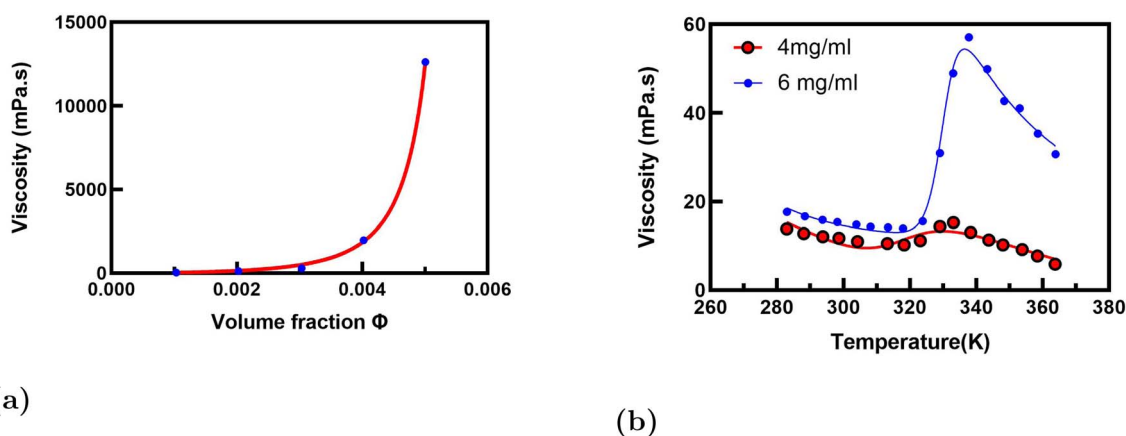 15000
10000
5000
0
0.000 0.002 0.004 0.006
Viscosity (mPa.s)
Volume fraction Φ
a)
60
40
20
0
260 280 300 320 340 360 380
Viscosity (mPa.s)
Temperature(K)
4mg/ml
6 mg/ml
(b)